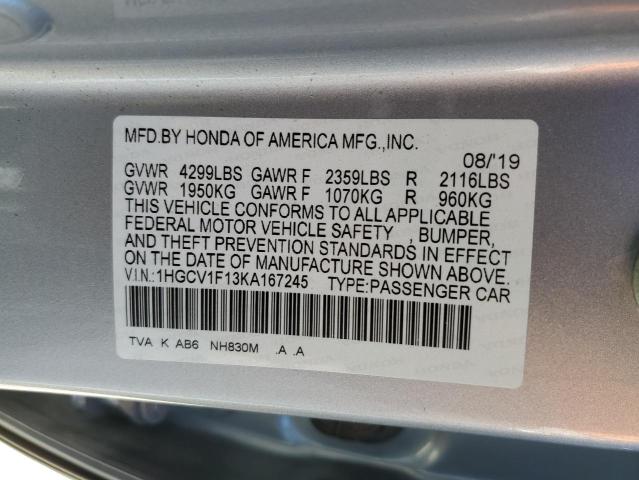 MFD.BY HONDA OF AMERICA MFG.,INC.
08/'19
GVWR 4299LBS GAWR F 2359LBS R 2116LBS
GVWR 1950KG GAWR F 1070KG R 960KG
THIS VEHICLE CONFORMS TO ALL APPLICABLE
FEDERAL MOTOR VEHICLE SAFETY , BUMPER,
AND THEFT PREVENTION STANDARDS IN EFFECT
ON THE DATE OF MANUFACTURE SHOWN ABOVE.
V.I.N.:1HGCV1F13KA167245 TYPE:PASSENGER CAR
TVA K AB6 NH830M .A .A